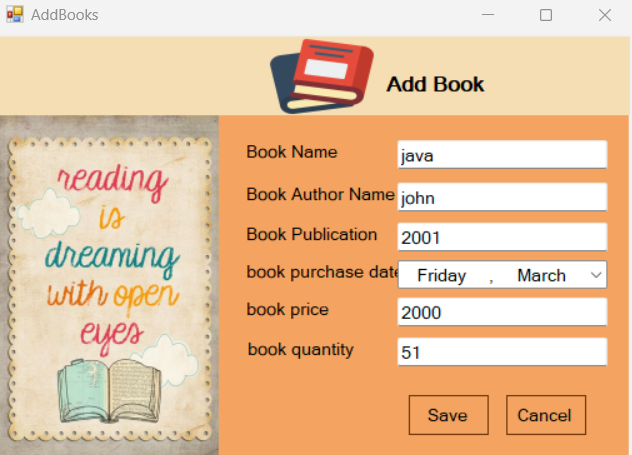 AddBooks
Add Book
reading
is
dreaming
with open
eyes
Book Name java
Book Author Name john
Book Publication 2001
book purchase date Friday , March
book price 2000
book quantity 51
Save Cancel